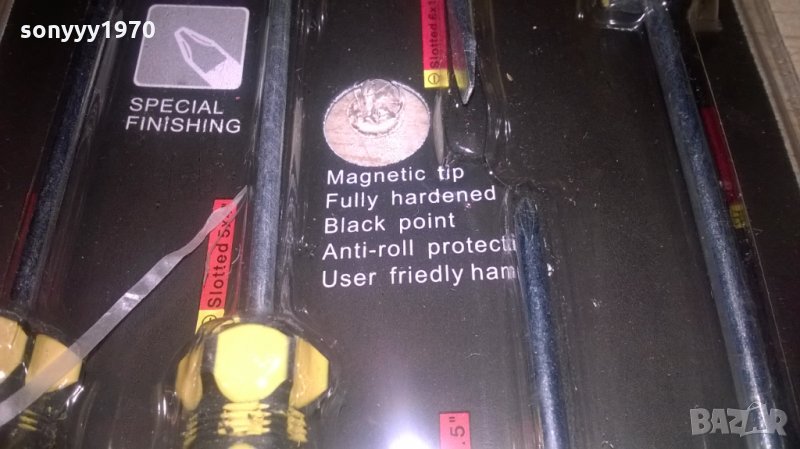 sonyyy1970
SPECIAL
FINISHING
Slotted 6x1
Magnetic tip
Fully hardened
Black point
Anti-roll protecti
User friedly ham
Slotted 5x
.5"
BAZAR